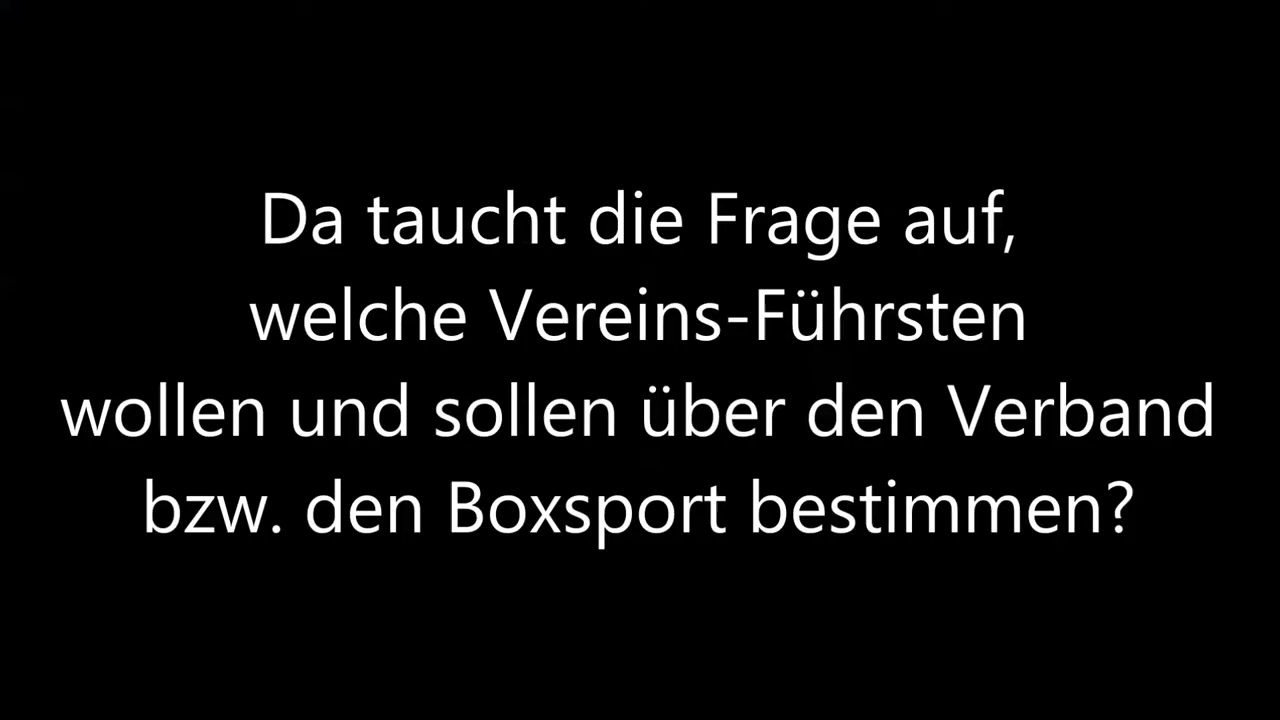 Da taucht die Frage auf,
welche Vereins-Führsten
wollen und sollen über den Verband
bzw. den Boxsport bestimmen?